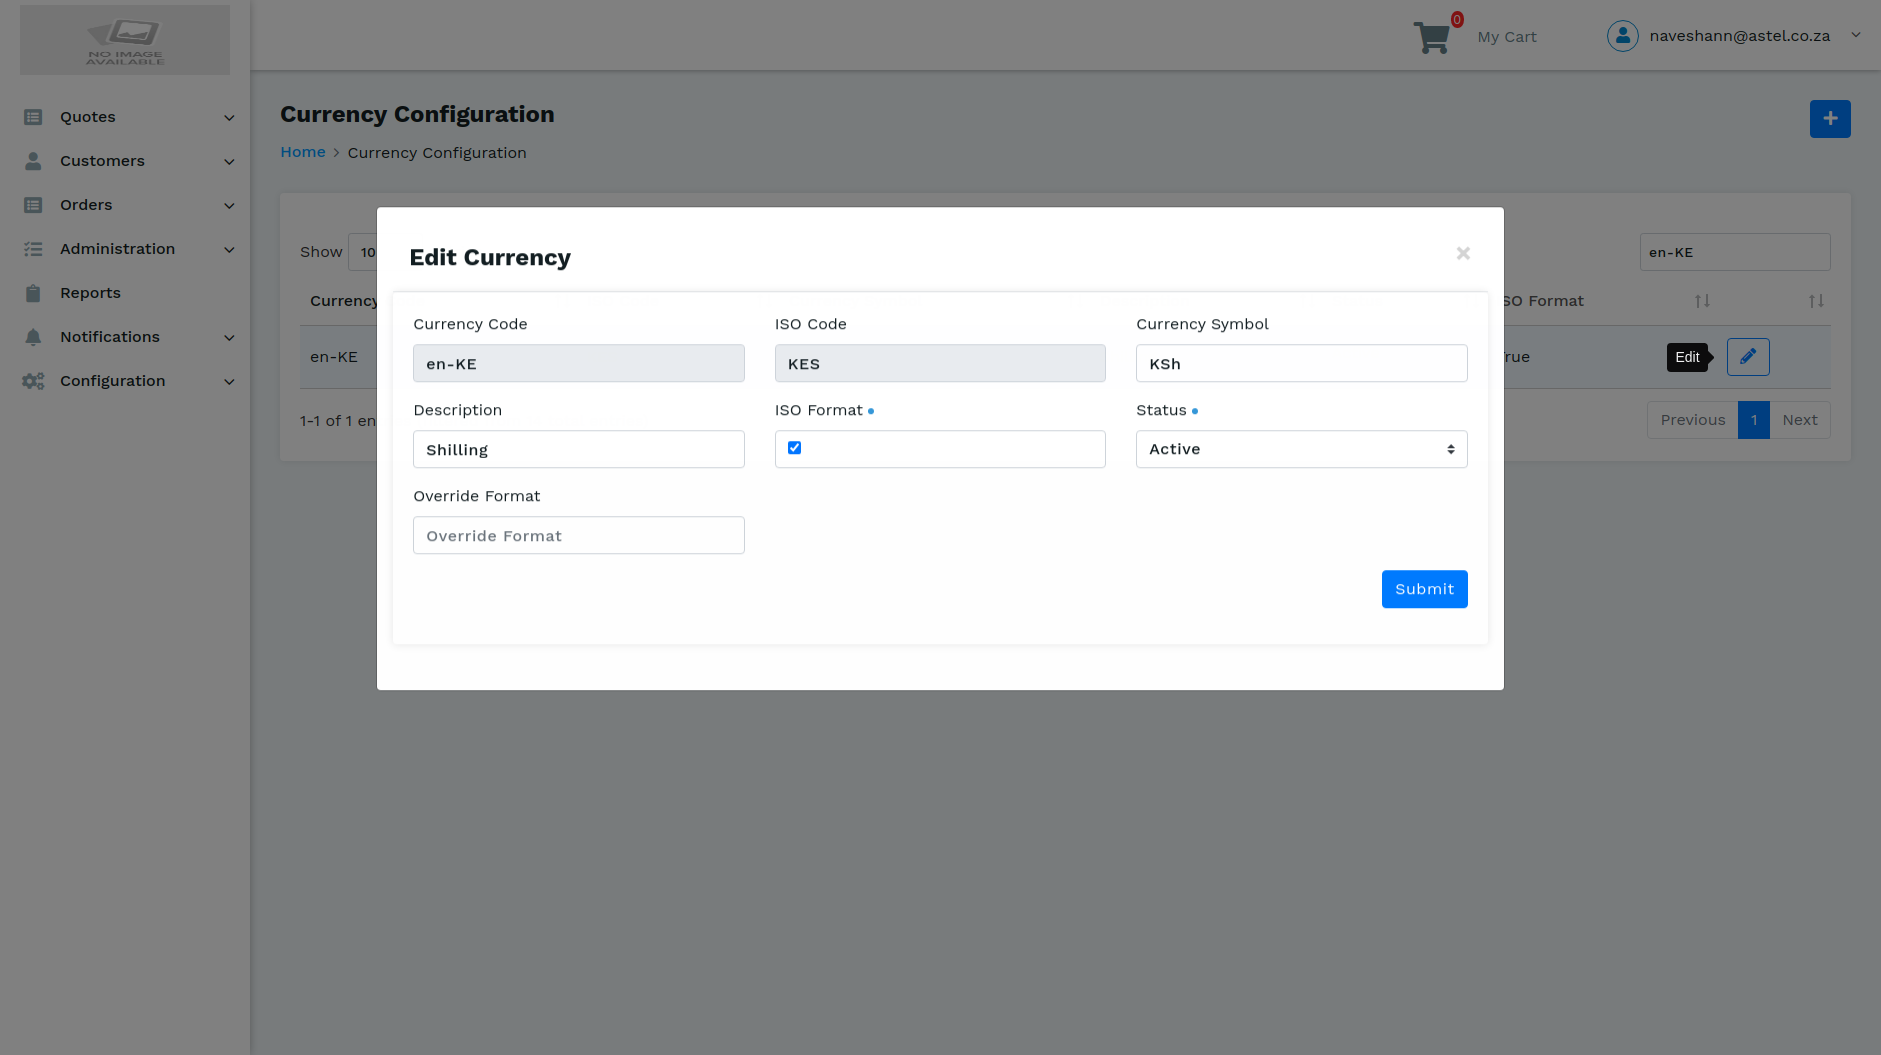 NO IMAGE
AVAILABLE
0
My Cart
naveshann@astel.co.za
Quotes
Customers
Orders
Administration
Reports
Notifications
Configuration
Currency Configuration
Home > Currency Configuration
Show 10
en-KE
Currency
SO Format
en-KE
rue
Edit
1-1 of 1 en
Previous 1 Next
Edit Currency
×
Currency Code
en-KE
ISO Code
KES
Currency Symbol
KSh
Description
Shilling
ISO Format
Status
Active
Override Format
Override Format
Submit